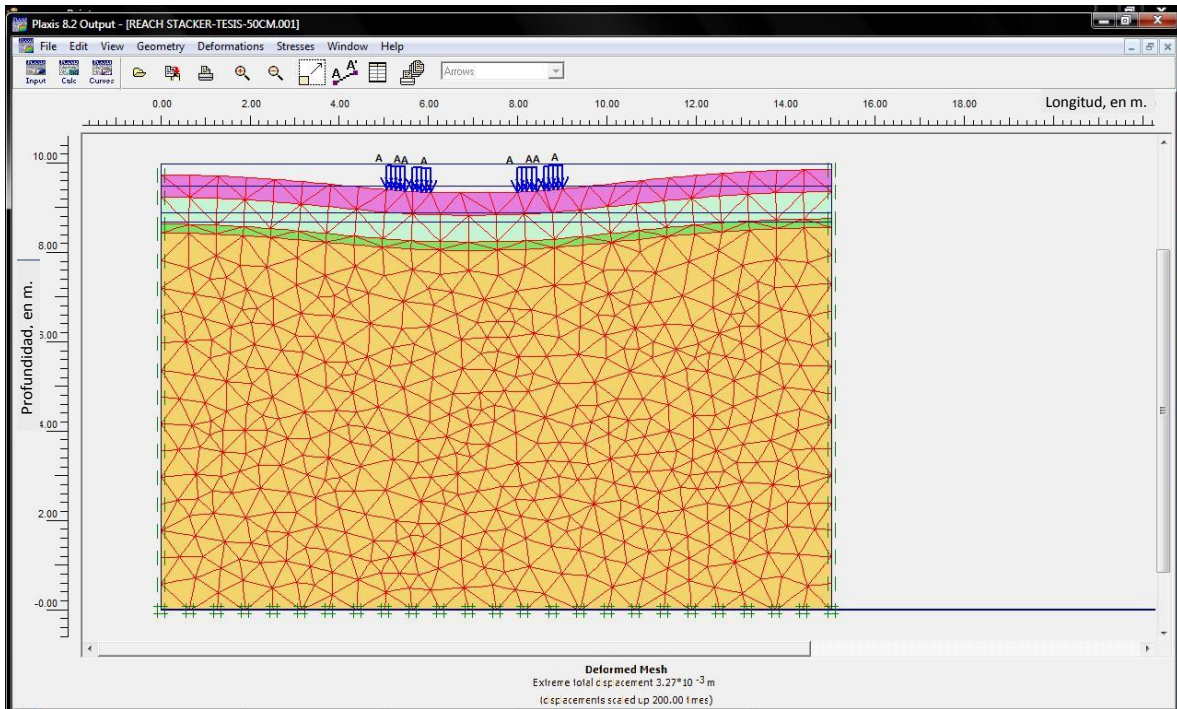 Plaxis 8.2 Output - [REACH STACKER-TESIS-50CM.001]
File Edit View Geometry Deformations Stresses Window Help
Input Calc Curves Arrows
0.00 2.00 4.00 6.00 8.00 10.00 12.00 14.00 16.00 18.00 Longitud, en m.
A AA A A AA A
10.00
8.00
Profundidad, en m.
4.00
2.00
-0.00
Deformed Mesh
Extreme total displacement 3.27*10 -3 m
(displacements scaled up 200.00 times)